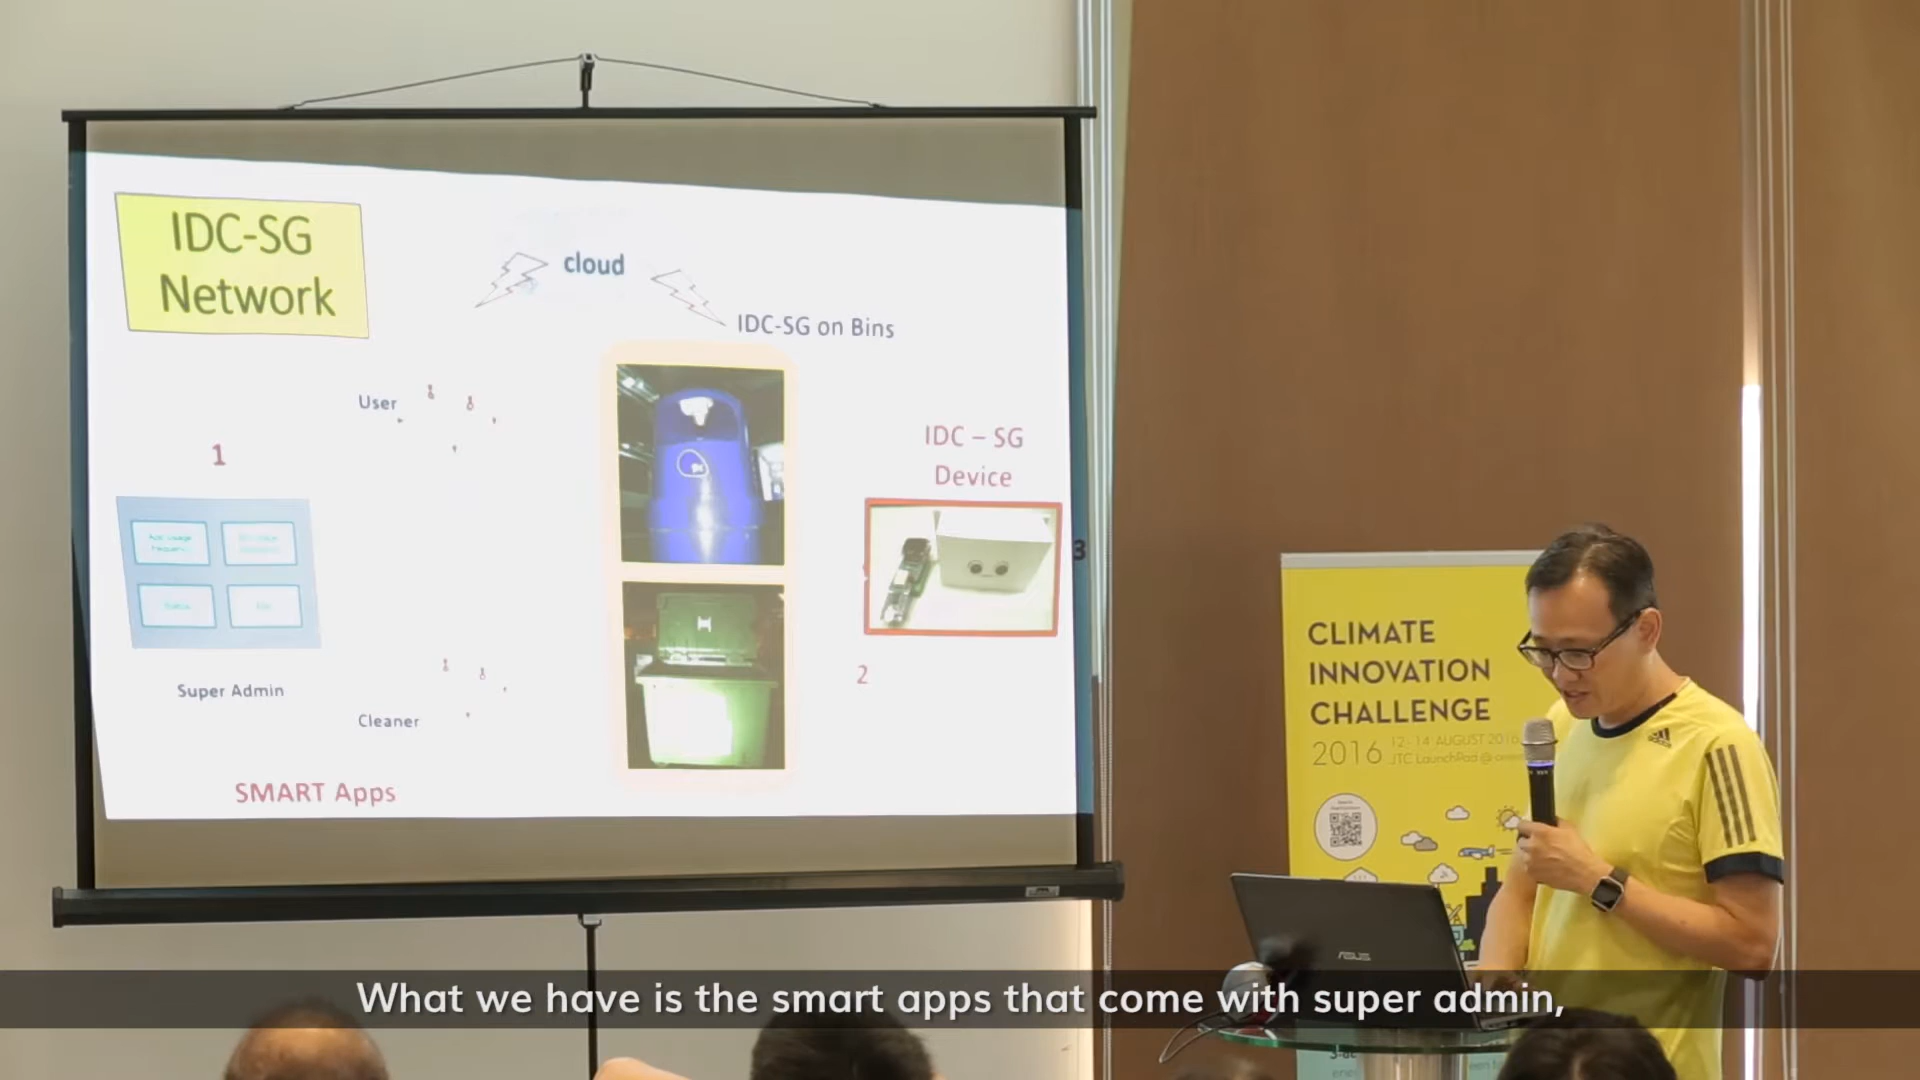 IDC-SG
Network
cloud
IDC-SG on Bins
User
1
IDC – SG
Device
3
Super Admin
2
Cleaner
SMART Apps
CLIMATE
INNOVATION
CHALLENGE
2016
12-14 AUGUST 2016
JTC LaunchPad @
ASUS
What we have is the smart apps that come with super admin,